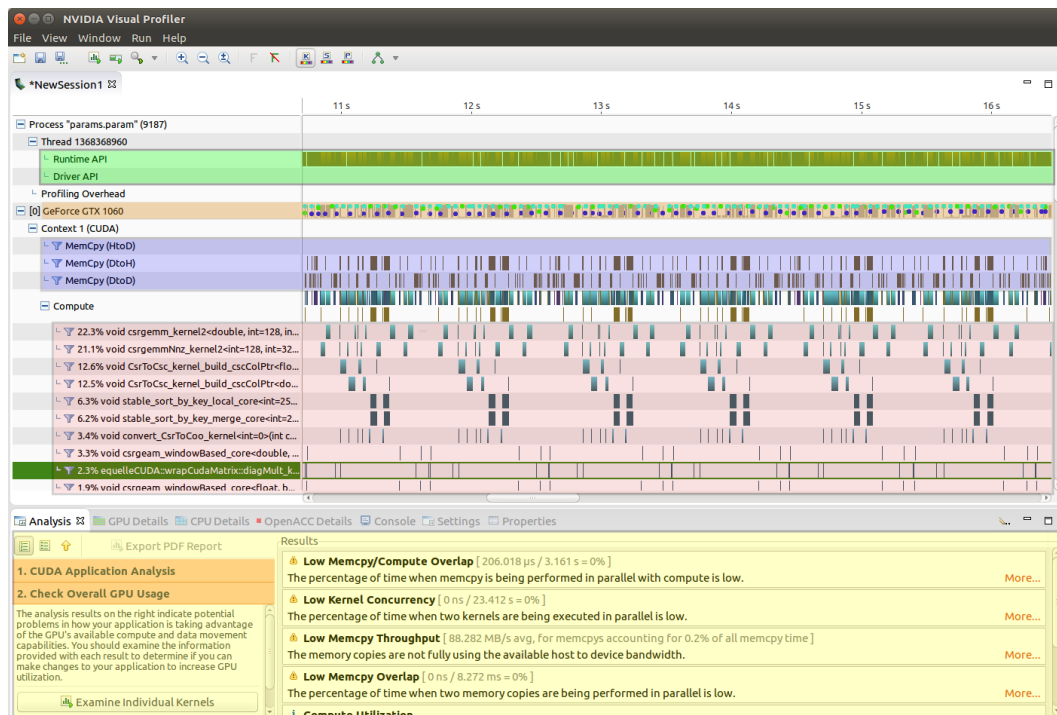 NVIDIA Visual Profiler
File View Window Run Help
*NewSession1
11 s 12 s 13 s 14 s 15 s 16 s
Process "params.param" (9187)
Thread 1368368960
Runtime API
Driver API
Profiling Overhead
[0] GeForce GTX 1060
Context 1 (CUDA)
MemCpy (HtoD)
MemCpy (DtoH)
MemCpy (DtoD)
Compute
22.3% void csrgemm_kernel2<double, int=128, in...
21.1% void csrgemmNnz_kernel2<int=128, int=32...
12.6% void CsrToCsc_kernel_build_cscColPtr<flo...
12.5% void CsrToCsc_kernel_build_cscColPtr<do...
6.3% void stable_sort_by_key_local_core<int=25...
6.2% void stable_sort_by_key_merge_core<int=2...
3.4% void convert_CsrToCoo_kernel<int=0>(int c...
3.3% void csrgeam_windowBased_core<double, ...
2.3% equelleCUDA::wrapCudaMatrix::diagMult_k...
1.9% void csrgeam_windowBased_core<float, b...
Analysis GPU Details CPU Details OpenACC Details Console Settings Properties
Export PDF Report
1. CUDA Application Analysis
2. Check Overall GPU Usage
The analysis results on the right indicate potential
problems in how your application is taking advantage
of the GPU's available compute and data movement
capabilities. You should examine the information
provided with each result to determine if you can
make changes to your application to increase GPU
utilization.
Examine Individual Kernels
Results
Low Memcpy/Compute Overlap [ 206.018 µs / 3.161 s = 0% ]
The percentage of time when memcpy is being performed in parallel with compute is low. More...
Low Kernel Concurrency [ 0 ns / 23.412 s = 0% ]
The percentage of time when two kernels are being executed in parallel is low. More...
Low Memcpy Throughput [ 88.282 MB/s avg, for memcpys accounting for 0.2% of all memcpy time ]
The memory copies are not fully using the available host to device bandwidth. More...
Low Memcpy Overlap [ 0 ns / 8.272 ms = 0% ]
The percentage of time when two memory copies are being performed in parallel is low. More...
Compute Utilization